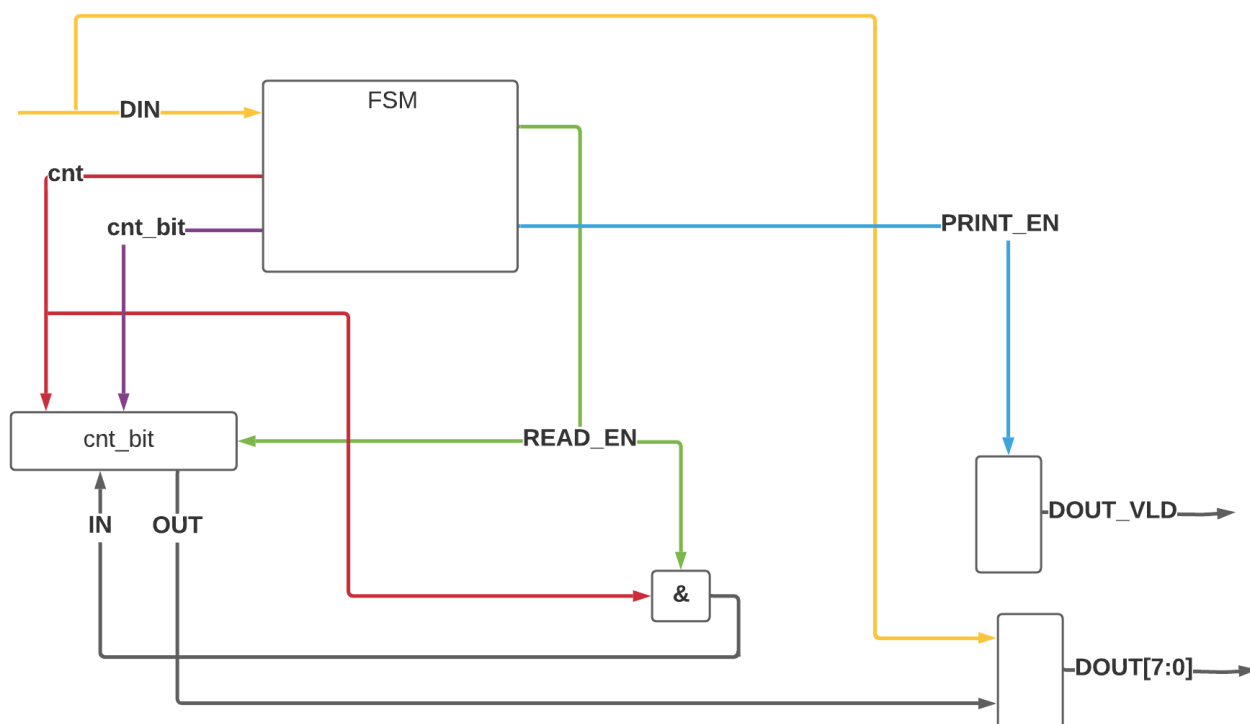 FSM
DIN
cnt
cnt_bit
PRINT_EN
cnt_bit
READ_EN
IN
OUT
DOUT_VLD
&
DOUT[7:0]